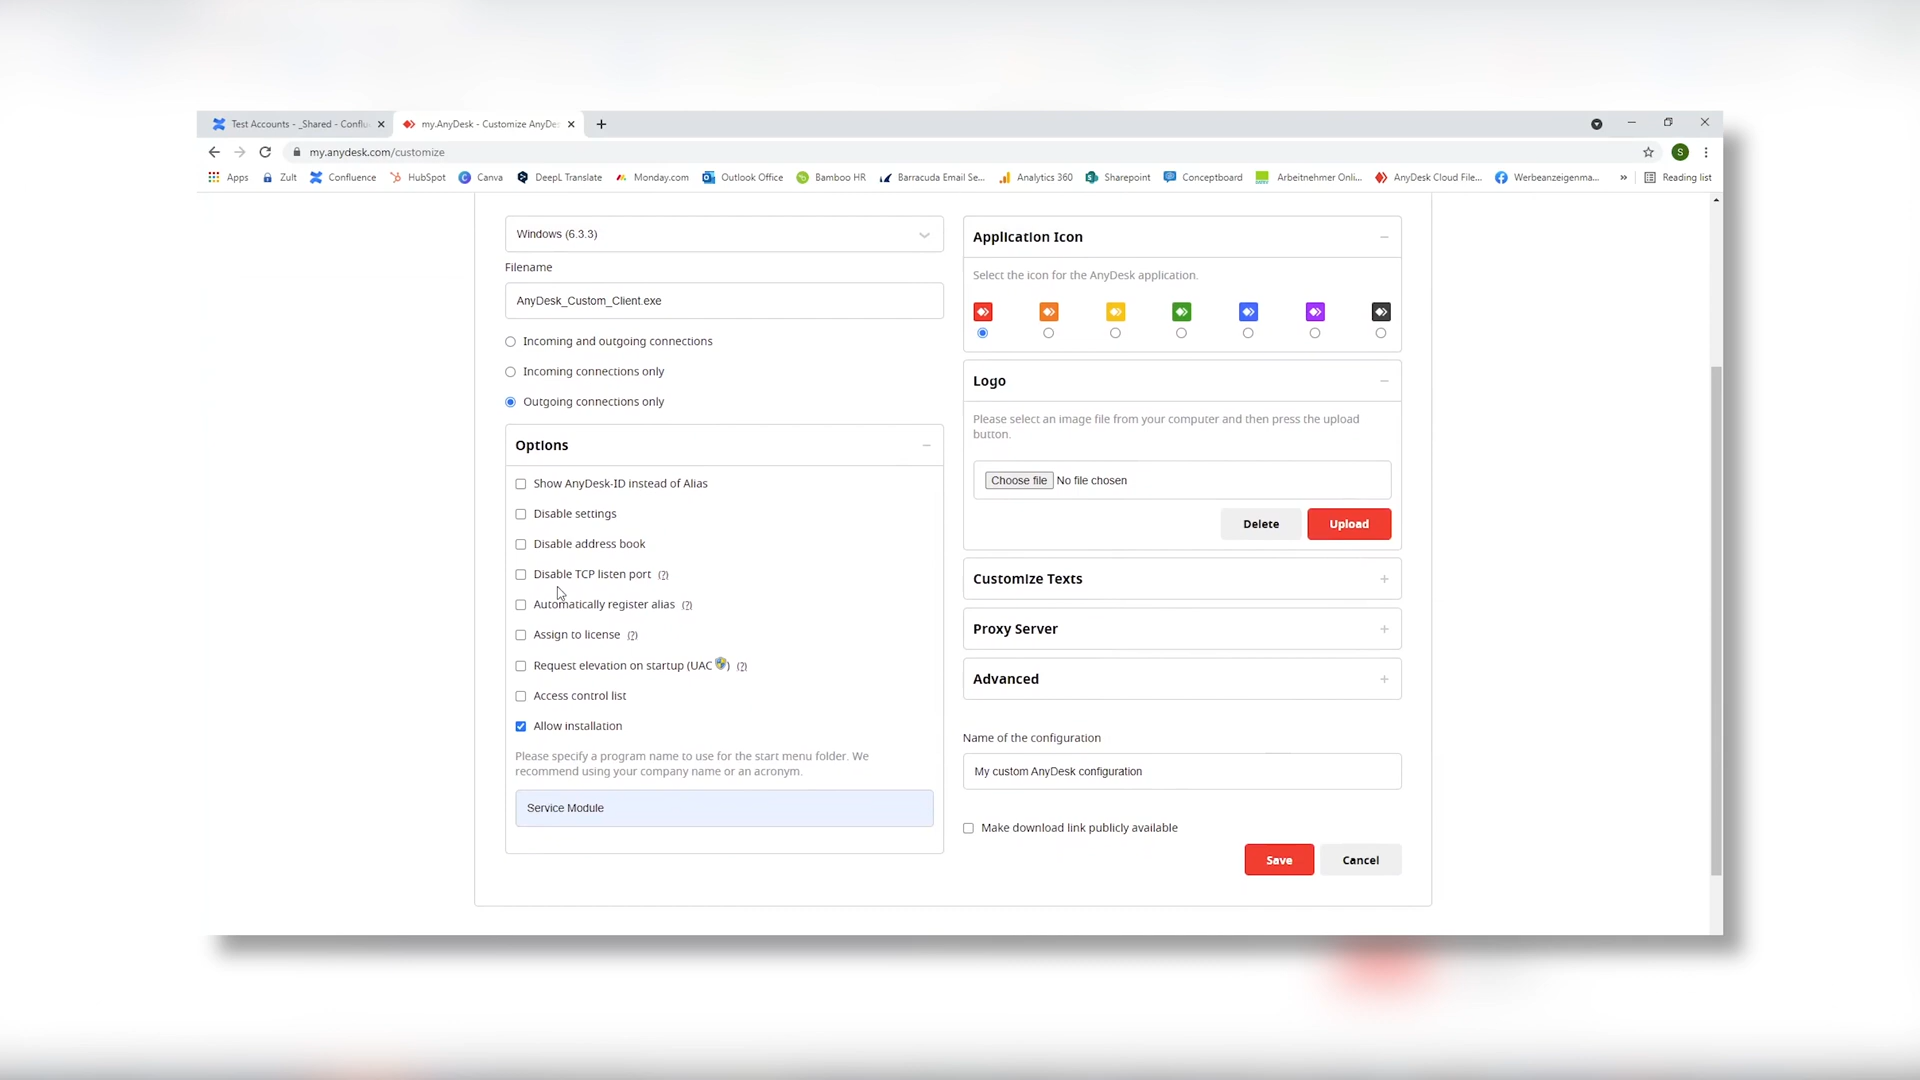 Test Accounts - _Shared - Conflu
my.AnyDesk - Customize AnyDes
my.anydesk.com/customize
S
Apps
Zult
Confluence
HubSpot
Canva
DeepL Translate
Monday.com
Outlook Office
Bamboo HR
Barracuda Email Se...
Analytics 360
Sharepoint
Conceptboard
Arbeitnehmer Onli...
AnyDesk Cloud File...
Werbeanzeigenma...
»
Reading list
Windows (6.3.3)
Filename
AnyDesk_Custom_Client.exe
Incoming and outgoing connections
Incoming connections only
Outgoing connections only
Options
Show AnyDesk-ID instead of Alias
Disable settings
Disable address book
Disable TCP listen port (?)
Automatically register alias (?)
Assign to license (?)
Request elevation on startup (UAC ) (?)
Access control list
Allow installation
Please specify a program name to use for the start menu folder. We
recommend using your company name or an acronym.
Service Module
Application Icon
Select the icon for the AnyDesk application.
Logo
Please select an image file from your computer and then press the upload
button.
Choose file No file chosen
Delete
Upload
Customize Texts
Proxy Server
Advanced
Name of the configuration
My custom AnyDesk configuration
Make download link publicly available
Save
Cancel